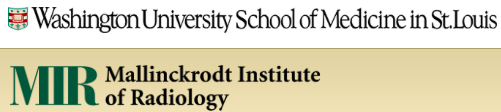 Washington University School of Medicine in St.Louis
MIR Mallinckrodt Institute
of Radiology